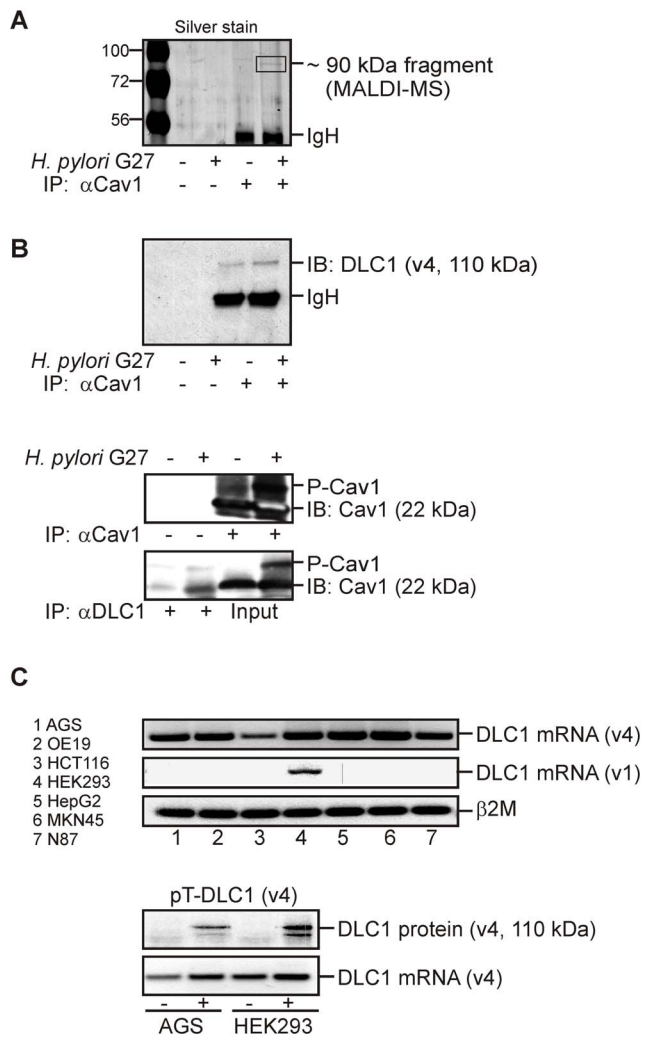 A
Silver stain
100
72
56
~ 90 kDa fragment
(MALDI-MS)
IgH
H. pylori G27 - + - +
IP: αCav1 - - + +
B
IB: DLC1 (v4, 110 kDa)
IgH
H. pylori G27 - + - +
IP: αCav1 - - + +
H. pylori G27 - + - +
P-Cav1
IB: Cav1 (22 kDa)
IP: αCav1 - - + +
P-Cav1
IB: Cav1 (22 kDa)
IP: αDLC1 + + Input
C
1 AGS
2 OE19
3 HCT116
4 HEK293
5 HepG2
6 MKN45
7 N87
DLC1 mRNA (v4)
DLC1 mRNA (v1)
β2M
1 2 3 4 5 6 7
pT-DLC1 (v4)
DLC1 protein (v4, 110 kDa)
DLC1 mRNA (v4)
- + - +
AGS HEK293